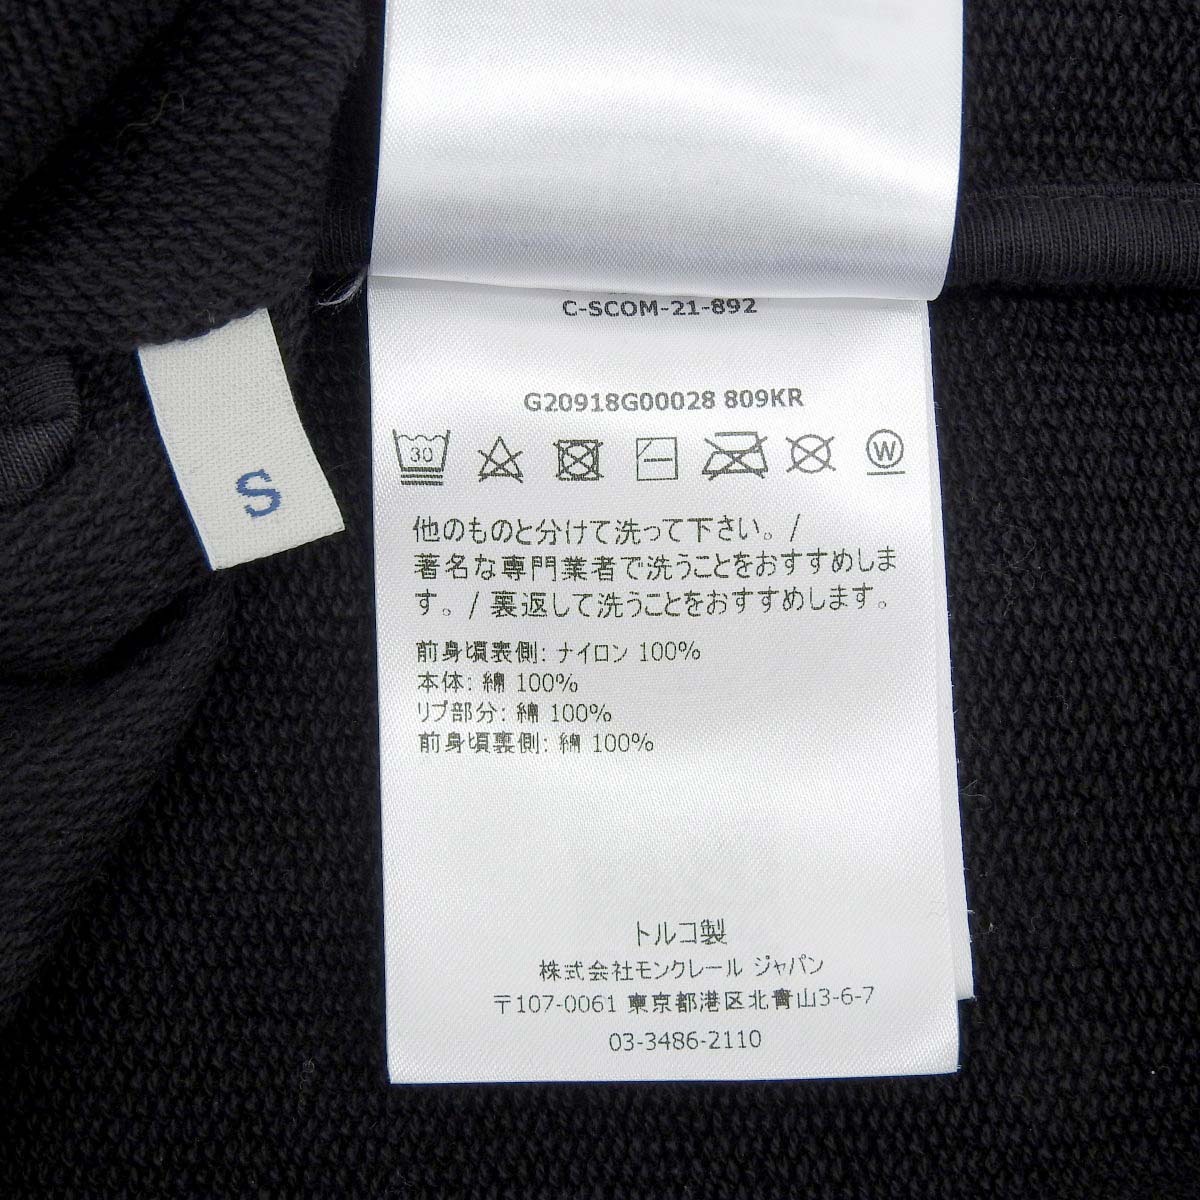 C-SCOM-21-892
G20918G00028 809KR
30
W
S
他のものと分けて洗って下さい。/
著名な専門業者で洗うことをおすすめしま
す。/ 裏返して洗うことをおすすめします。
前身頃表側: ナイロン 100%
本体: 綿 100%
リブ部分: 綿 100%
前身頃裏側: 綿 100%
トルコ製
株式会社モンクレール ジャパン
〒107-0061 東京都港区北青山3-6-7
03-3486-2110